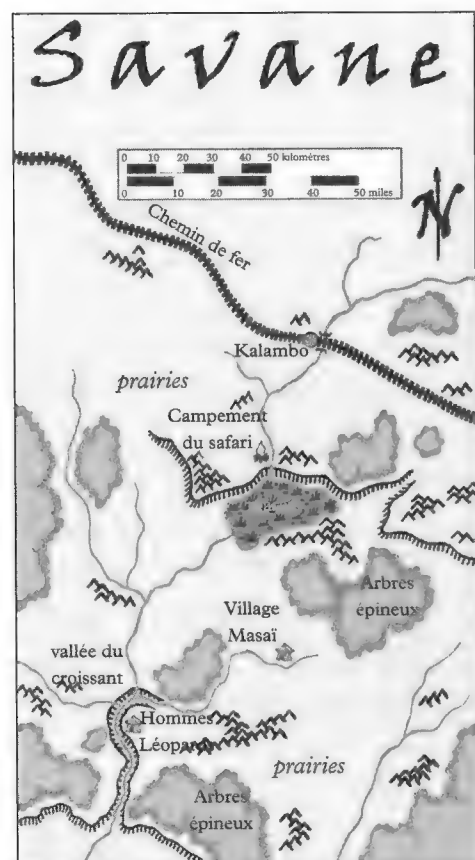 Savane
0 10 20 30 40 50 kilomètres
0 10 20 30 40 50 miles
N
Chemin de fer
Kalambo
prairies
Campement
du safari
Arbres
épineux
Village
Masaï
vallée du
croissant
Hommes
Léopards
prairies
Arbres
épineux